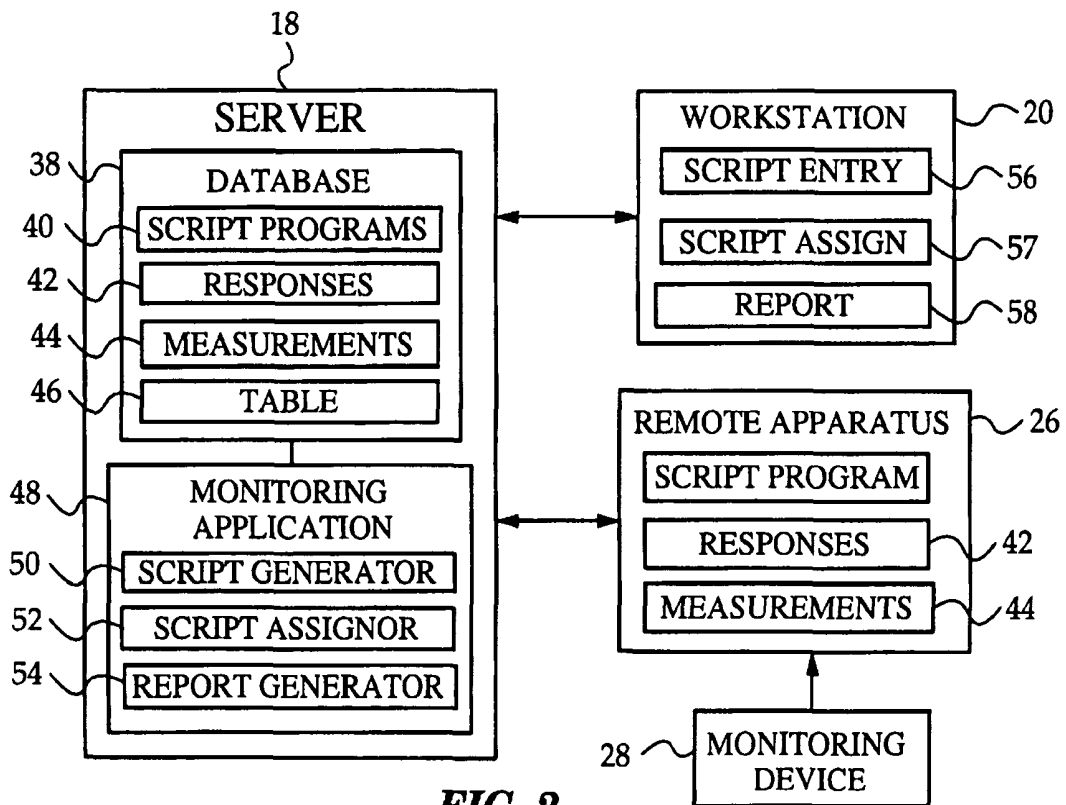 18
SERVER
38
DATABASE
40
SCRIPT PROGRAMS
42
RESPONSES
44
MEASUREMENTS
46
TABLE
48
MONITORING
APPLICATION
50
SCRIPT GENERATOR
52
SCRIPT ASSIGNOR
54
REPORT GENERATOR
WORKSTATION
20
SCRIPT ENTRY
56
SCRIPT ASSIGN
57
REPORT
58
REMOTE APPARATUS
26
SCRIPT PROGRAM
RESPONSES
42
MEASUREMENTS
44
28
MONITORING
DEVICE